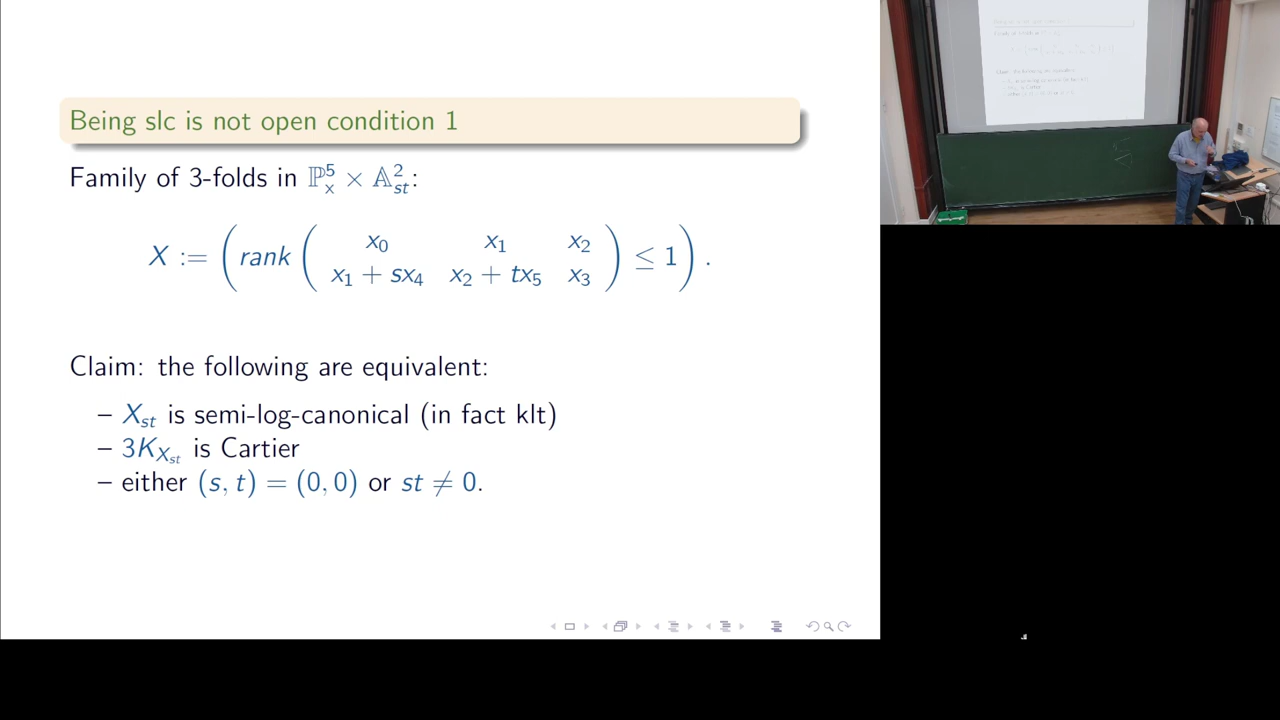 Being slc is not open condition 1
Family of 3-folds in ℙ⁵ₓ × 𝔸²ₛₜ:
X := ( rank ( x₀ x₁ x₂
x₁ + sx₄ x₂ + tx₅ x₃ ) ≤ 1 ) .
Claim: the following are equivalent:
– Xₛₜ is semi-log-canonical (in fact klt)
– 3K_{Xₛₜ} is Cartier
– either (s, t) = (0, 0) or st ≠ 0.